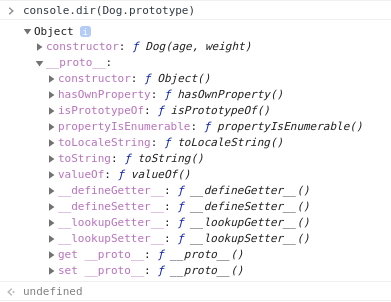 console.dir(Dog.prototype)
Object i
constructor: ƒ Dog(age, weight)
__proto__:
constructor: ƒ Object()
hasOwnProperty: ƒ hasOwnProperty()
isPrototypeOf: ƒ isPrototypeOf()
propertyIsEnumerable: ƒ propertyIsEnumerable()
toLocaleString: ƒ toLocaleString()
toString: ƒ toString()
valueOf: ƒ valueOf()
__defineGetter__: ƒ __defineGetter__()
__defineSetter__: ƒ __defineSetter__()
__lookupGetter__: ƒ __lookupGetter__()
__lookupSetter__: ƒ __lookupSetter__()
get __proto__: ƒ __proto__()
set __proto__: ƒ __proto__()
undefined